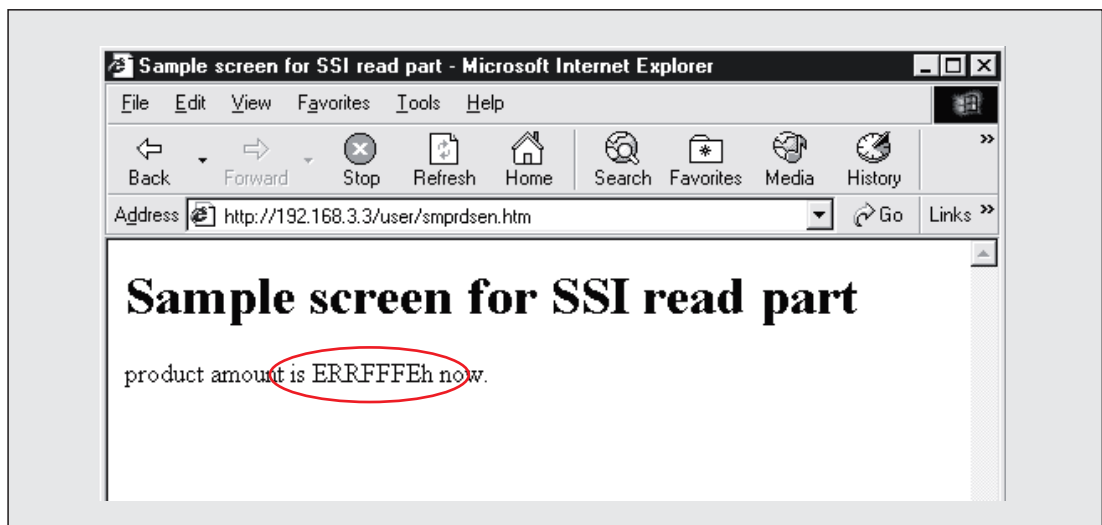 Sample screen for SSI read part - Microsoft Internet Explorer
File Edit View Favorites Tools Help
Back Forward Stop Refresh Home Search Favorites Media History »
Address http://192.168.3.3/user/smprdsen.htm Go Links »
Sample screen for SSI read part
product amount is ERRFFFEh now.